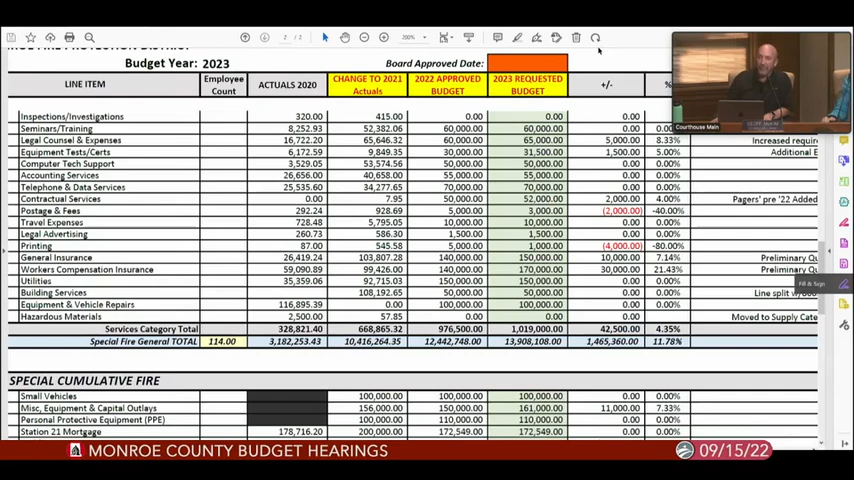 2 / 2 200%
Budget Year: 2023 Board Approved Date:
LINE ITEM Employee Count ACTUALS 2020 CHANGE TO 2021 Actuals 2022 APPROVED BUDGET 2023 REQUESTED BUDGET +/- %
Inspections/Investigations 320.00 415.00 0.00 0.00 0.00
Seminars/Training 8,252.93 52,382.06 60,000.00 60,000.00 0.00 0.00%
Legal Counsel & Expenses 16,722.20 65,646.32 60,000.00 65,000.00 5,000.00 8.33% Increased require
Equipment Tests/Certs 6,172.59 9,849.35 30,000.00 31,500.00 1,500.00 5.00% Additional E
Computer Tech Support 3,529.05 53,574.56 50,000.00 50,000.00 0.00 0.00%
Accounting Services 26,656.00 40,658.00 55,000.00 55,000.00 0.00 0.00%
Telephone & Data Services 25,535.60 34,277.65 70,000.00 70,000.00 0.00 0.00%
Contractual Services 0.00 7.95 50,000.00 52,000.00 2,000.00 4.00% Pagers' pre '22 Added
Postage & Fees 292.24 928.69 5,000.00 3,000.00 (2,000.00) -40.00%
Travel Expenses 728.48 5,795.05 10,000.00 10,000.00 0.00 0.00%
Legal Advertising 260.73 586.30 1,500.00 1,500.00 0.00 0.00%
Printing 87.00 545.58 5,000.00 1,000.00 (4,000.00) -80.00%
General Insurance 26,419.24 103,807.28 140,000.00 150,000.00 10,000.00 7.14% Preliminary Qu
Workers Compensation Insurance 59,090.89 99,426.00 140,000.00 170,000.00 30,000.00 21.43% Preliminary Qu
Utilities 35,359.06 92,715.03 150,000.00 150,000.00 0.00 0.00%
Building Services 108,192.65 50,000.00 50,000.00 0.00 0.00% Line split w/
Equipment & Vehicle Repairs 116,895.39 0.00 100,000.00 100,000.00 0.00 0.00%
Hazardous Materials 2,500.00 57.85 0.00 0.00 0.00 Moved to Supply Cate
Services Category Total 328,821.40 668,865.32 976,500.00 1,019,000.00 42,500.00 4.35%
Special Fire General TOTAL 114.00 3,182,253.43 10,416,264.35 12,442,748.00 13,908,108.00 1,465,360.00 11.78%
SPECIAL CUMULATIVE FIRE
Small Vehicles 100,000.00 100,000.00 100,000.00 0.00 0.00%
Misc, Equipment & Capital Outlays 156,000.00 150,000.00 161,000.00 11,000.00 7.33%
Personal Protective Equipment (PPE) 100,000.00 110,000.00 110,000.00 0.00 0.00%
Station 21 Mortgage 178,716.20 200,000.00 172,549.00 172,549.00 0.00 0.00%
Courthouse Main
Fill & Sign
MONROE COUNTY BUDGET HEARINGS 09/15/22